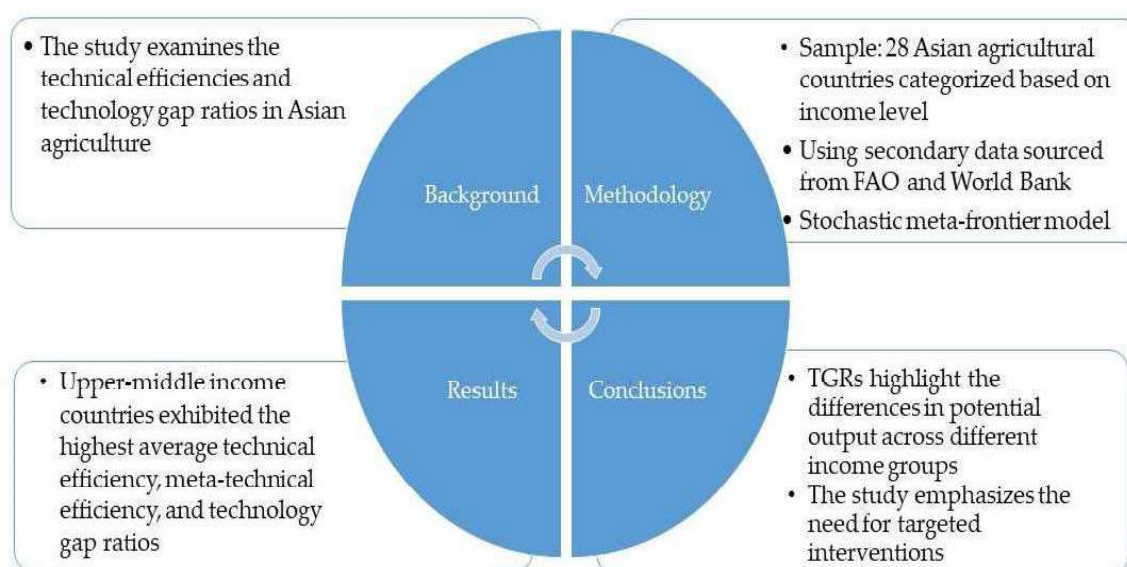 • The study examines the
technical efficiencies and
technology gap ratios in Asian
agriculture
Background
Methodology
• Sample: 28 Asian agricultural
countries categorized based on
income level
• Using secondary data sourced
from FAO and World Bank
• Stochastic meta-frontier model
• Upper-middle income
countries exhibited the
highest average technical
efficiency, meta-technical
efficiency, and technology
gap ratios
Results
Conclusions
• TGRs highlight the
differences in potential
output across different
income groups
• The study emphasizes the
need for targeted
interventions